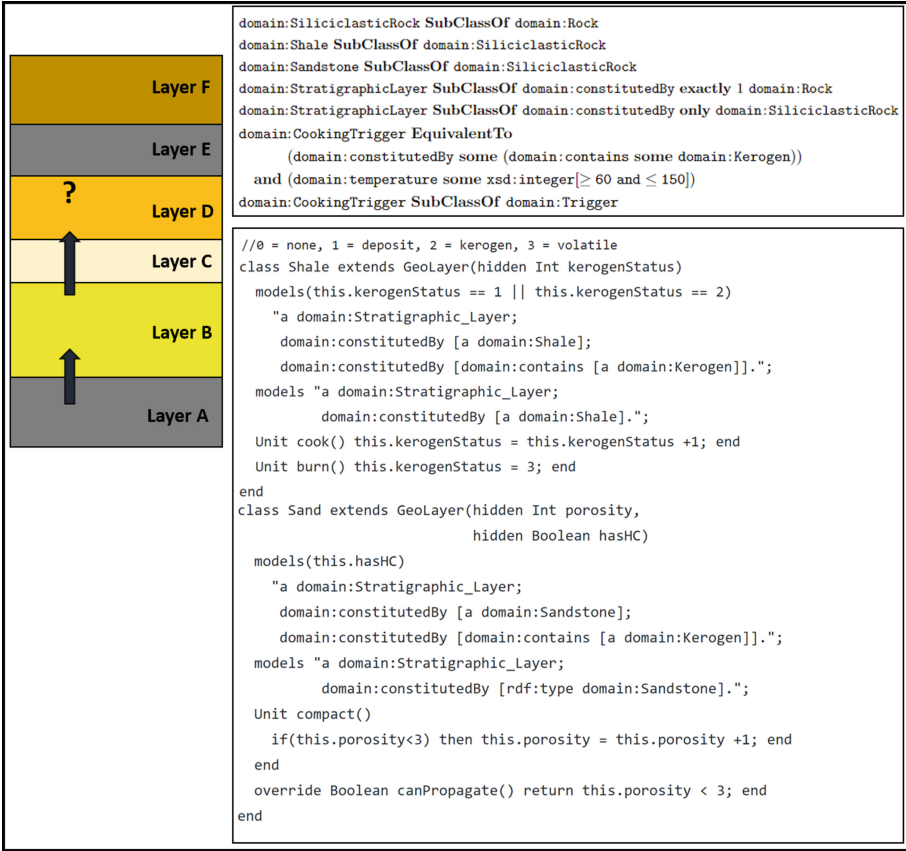 Layer F
Layer E
?
Layer D
Layer C
Layer B
Layer A
domain:SiliciclasticRock SubClassOf domain:Rock
domain:Shale SubClassOf domain:SiliciclasticRock
domain:Sandstone SubClassOf domain:SiliciclasticRock
domain:StratigraphicLayer SubClassOf domain:constitutedBy exactly 1 domain:Rock
domain:StratigraphicLayer SubClassOf domain:constitutedBy only domain:SiliciclasticRock
domain:CookingTrigger EquivalentTo
(domain:constitutedBy some (domain:contains some domain:Kerogen))
and (domain:temperature some xsd:integer[≥ 60 and ≤ 150])
domain:CookingTrigger SubClassOf domain:Trigger
//0 = none, 1 = deposit, 2 = kerogen, 3 = volatile
class Shale extends GeoLayer(hidden Int kerogenStatus)
models(this.kerogenStatus == 1 || this.kerogenStatus == 2)
"a domain:Stratigraphic_Layer;
domain:constitutedBy [a domain:Shale];
domain:constitutedBy [domain:contains [a domain:Kerogen]].";
models "a domain:Stratigraphic_Layer;
domain:constitutedBy [a domain:Shale].";
Unit cook() this.kerogenStatus = this.kerogenStatus +1; end
Unit burn() this.kerogenStatus = 3; end
end
class Sand extends GeoLayer(hidden Int porosity,
hidden Boolean hasHC)
models(this.hasHC)
"a domain:Stratigraphic_Layer;
domain:constitutedBy [a domain:Sandstone];
domain:constitutedBy [domain:contains [a domain:Kerogen]].";
models "a domain:Stratigraphic_Layer;
domain:constitutedBy [rdf:type domain:Sandstone].";
Unit compact()
if(this.porosity<3) then this.porosity = this.porosity +1; end
end
override Boolean canPropagate() return this.porosity < 3; end
end